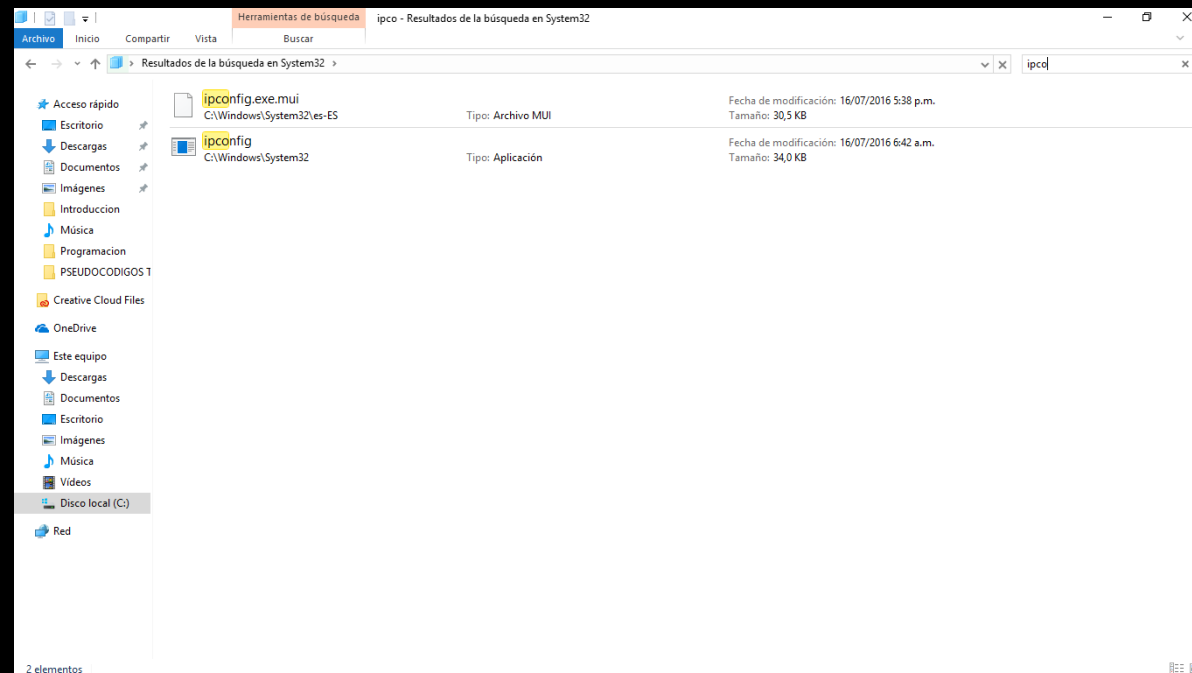 Herramientas de búsqueda
ipco - Resultados de la búsqueda en System32
Archivo
Inicio
Compartir
Vista
Buscar
Resultados de la búsqueda en System32
ipco
Acceso rápido
Escritorio
Descargas
Documentos
Imágenes
Introduccion
Música
Programacion
PSEUDOCODIGOS T
Creative Cloud Files
OneDrive
Este equipo
Descargas
Documentos
Escritorio
Imágenes
Música
Vídeos
Disco local (C:)
Red
ipconfig.exe.mui
C:\Windows\System32\es-ES
Tipo: Archivo MUI
Fecha de modificación: 16/07/2016 5:38 p.m.
Tamaño: 30,5 KB
ipconfig
C:\Windows\System32
Tipo: Aplicación
Fecha de modificación: 16/07/2016 6:42 a.m.
Tamaño: 34,0 KB
2 elementos